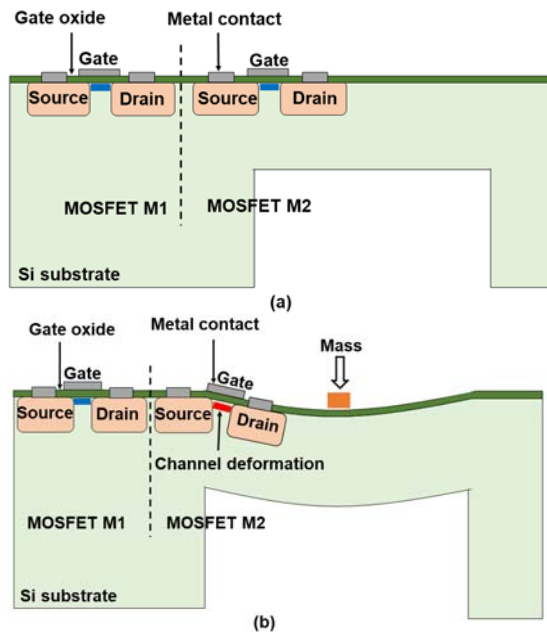 Gate oxide
Metal contact
Gate
Gate
Source
Drain
Source
Drain
MOSFET M1
MOSFET M2
Si substrate
(a)
Gate oxide
Metal contact
Mass
Gate
Gate
Source
Drain
Source
Drain
Channel deformation
MOSFET M1
MOSFET M2
Si substrate
(b)